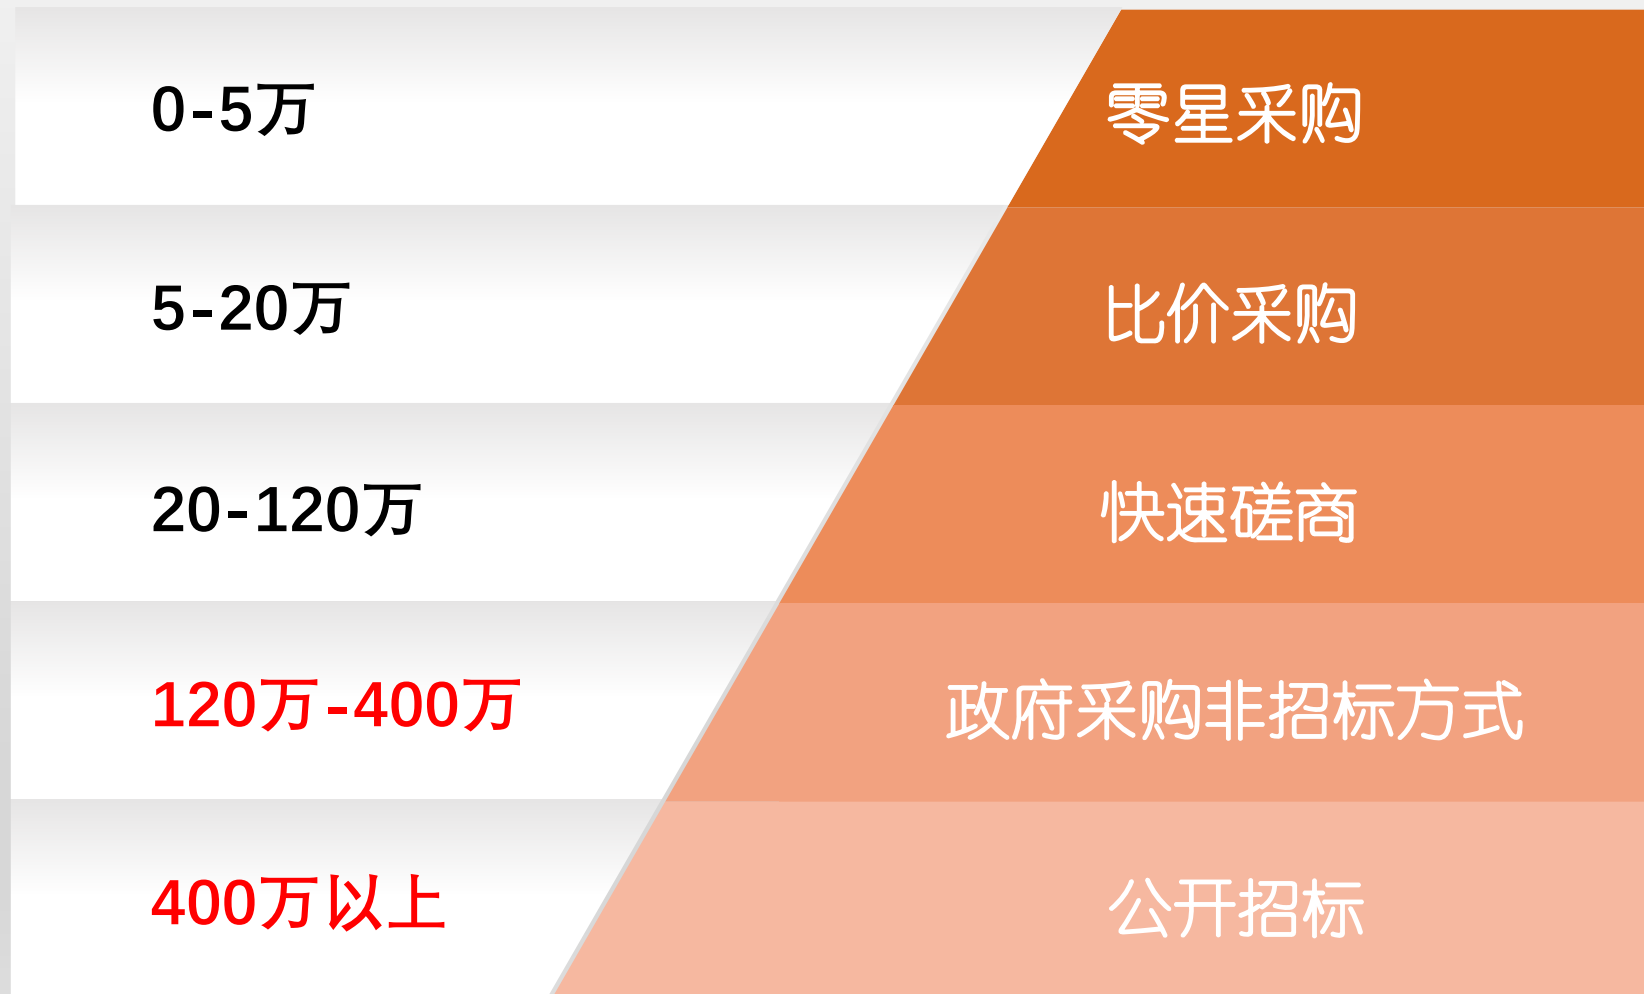 0-5万
零星采购
5-20万
比价采购
20-120万
快速磋商
120万-400万
政府采购非招标方式
400万以上
公开招标